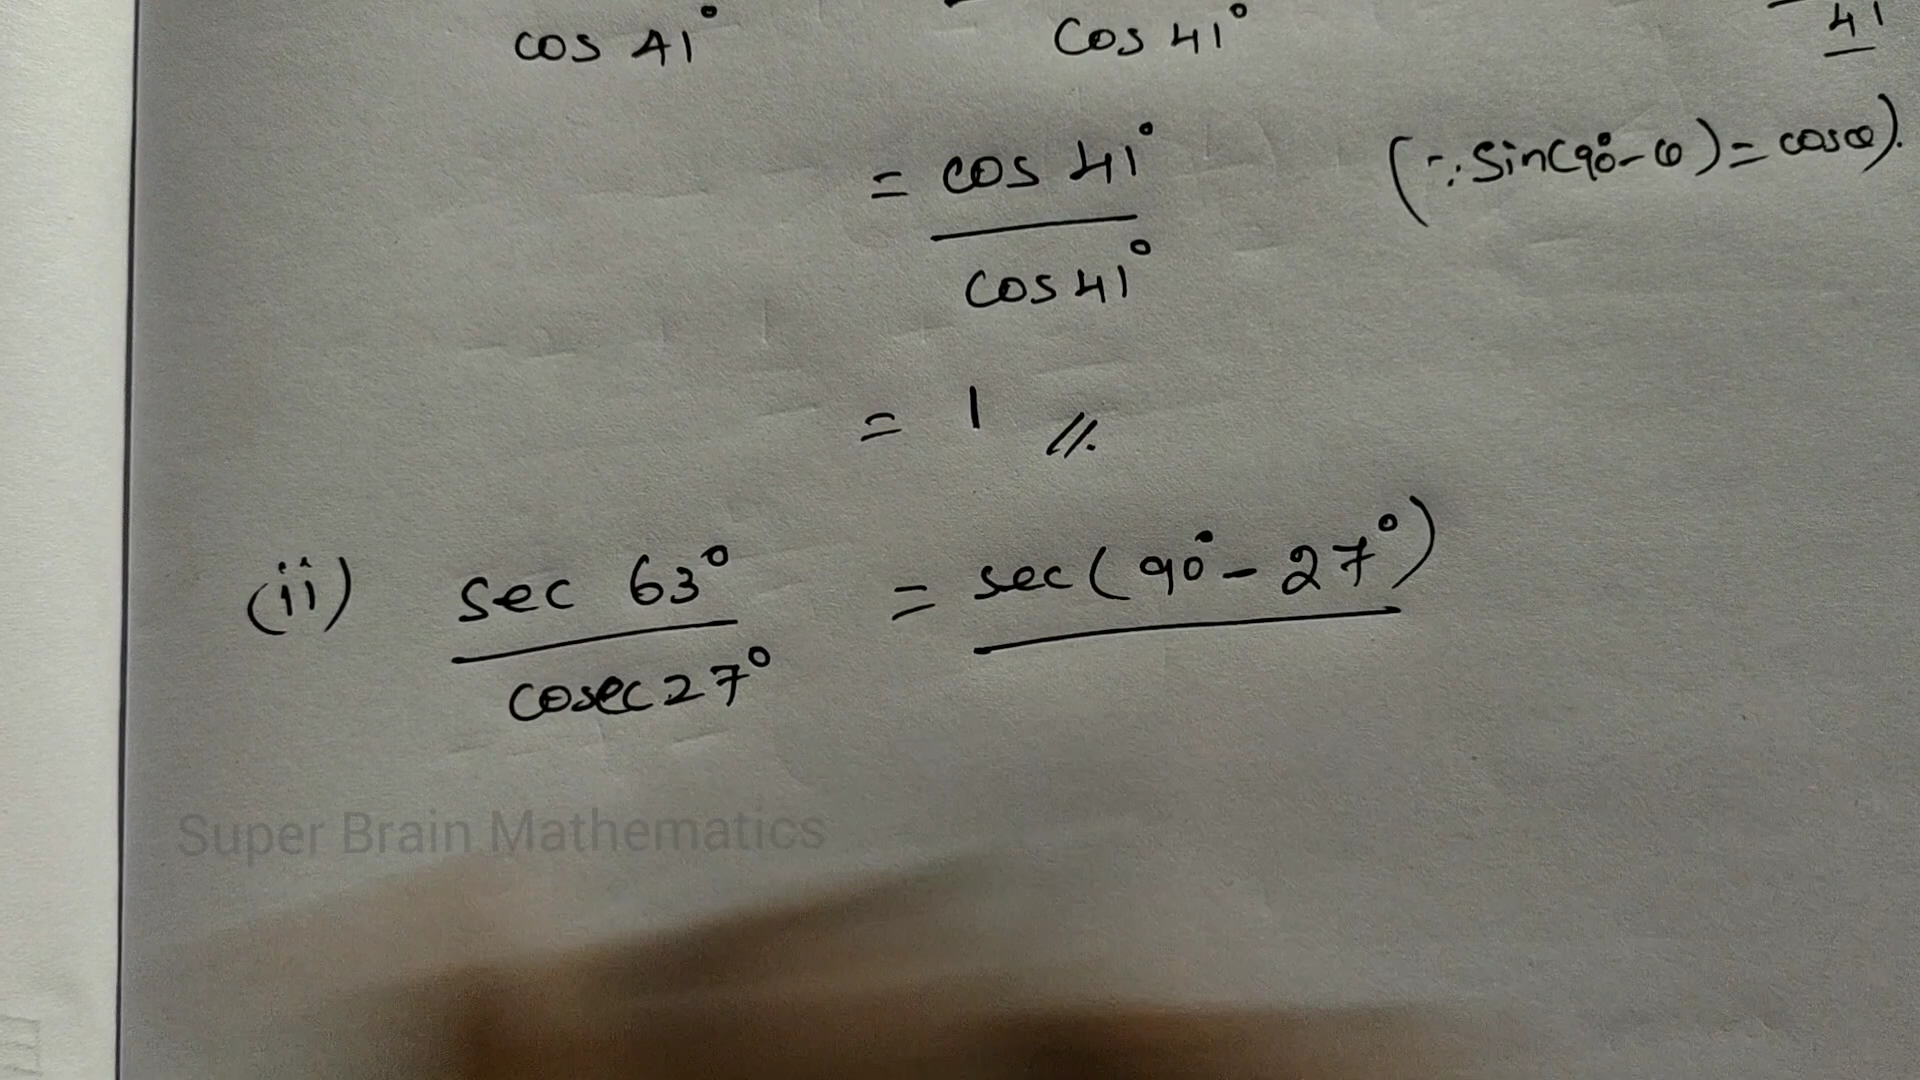 cos 41° cos 41° 41
= cos 41° (∵ sin(90°-θ) = cosθ).
cos 41°
= 1 //.
(ii) sec 63° = sec(90°- 27°)
cosec 27°
Super Brain Mathematics